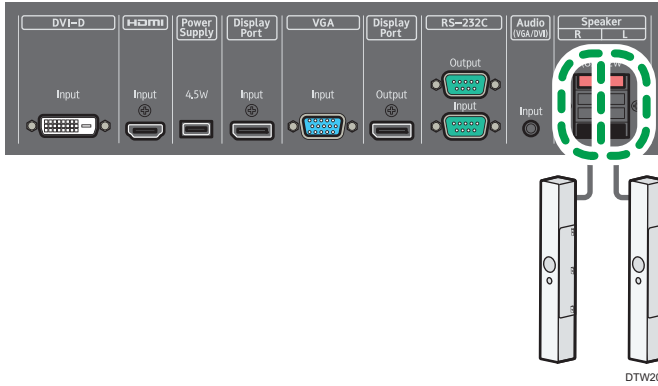 DVI-D HDMI Power Supply Display Port VGA Display Port RS-232C Audio (VGA/DVI) Speaker
R L
Output
Input Input 4.5W Input Input Output Input Input
DTW20